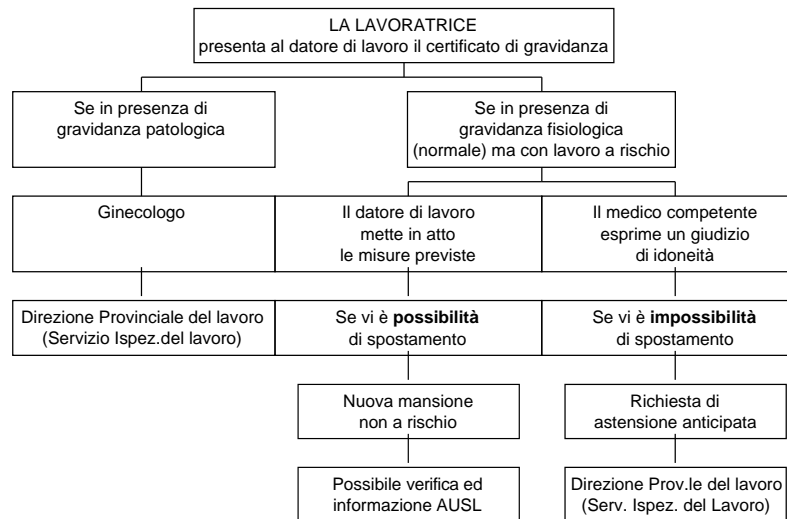 LA LAVORATRICE
presenta al datore di lavoro il certificato di gravidanza
Se in presenza di
gravidanza patologica
Se in presenza di
gravidanza fisiologica
(normale) ma con lavoro a rischio
Ginecologo
Il datore di lavoro
mette in atto
le misure previste
Il medico competente
esprime un giudizio
di idoneità
Direzione Provinciale del lavoro
(Servizio Ispez.del lavoro)
Se vi è possibilità
di spostamento
Se vi è impossibilità
di spostamento
Nuova mansione
non a rischio
Richiesta di
astensione anticipata
Possibile verifica ed
informazione AUSL
Direzione Prov.le del lavoro
(Serv. Ispez. del Lavoro)